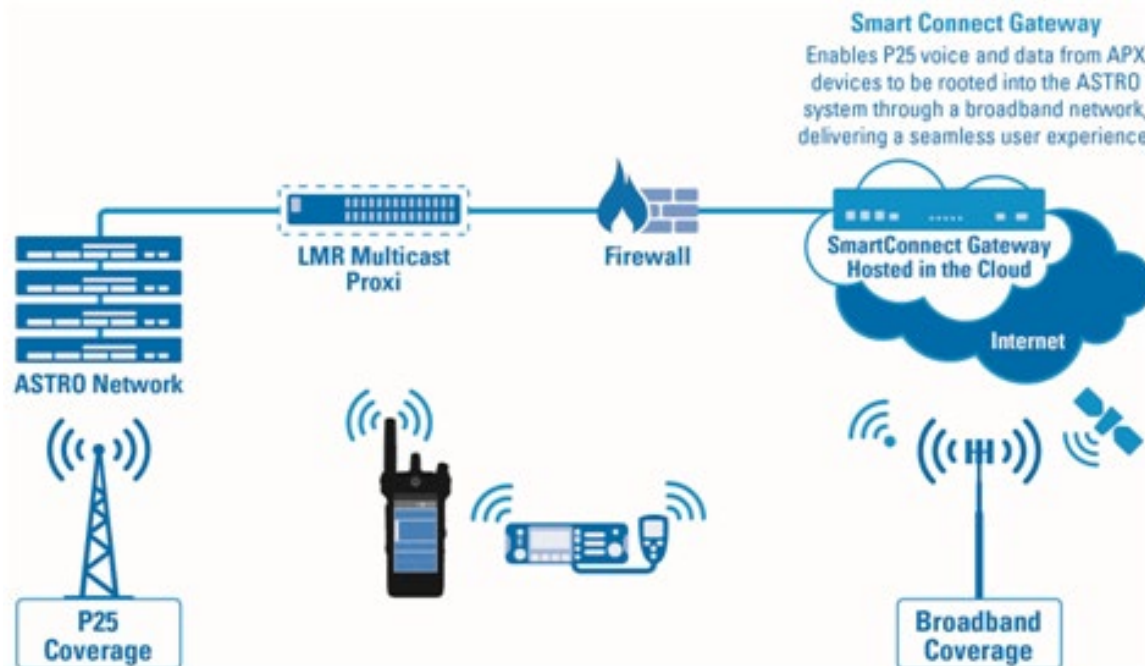 Smart Connect Gateway
Enables P25 voice and data from APX
devices to be rooted into the ASTRO
system through a broadband network,
delivering a seamless user experience
LMR Multicast
Proxi
Firewall
SmartConnect Gateway
Hosted in the Cloud
Internet
ASTRO Network
P25
Coverage
Broadband
Coverage